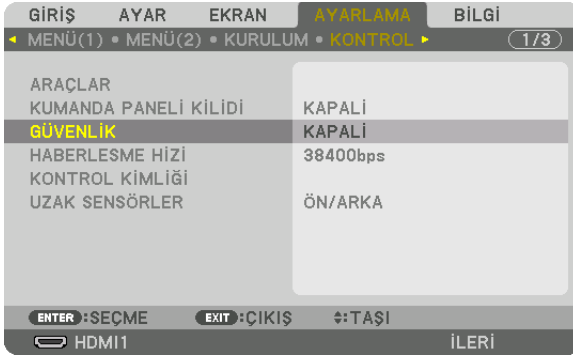 GİRİŞ AYAR EKRAN AYARLAMA BİLGİ
MENÜ(1) • MENÜ(2) • KURULUM • KONTROL 1/3
ARAÇLAR
KUMANDA PANELİ KİLİDİ KAPALİ
GÜVENLİK KAPALİ
HABERLESME HİZİ 38400bps
KONTROL KİMLİĞİ
UZAK SENSÖRLER ÖN/ARKA
ENTER :SEÇME EXIT :ÇIKIŞ :TAŞI
HDMI1 İLERİ